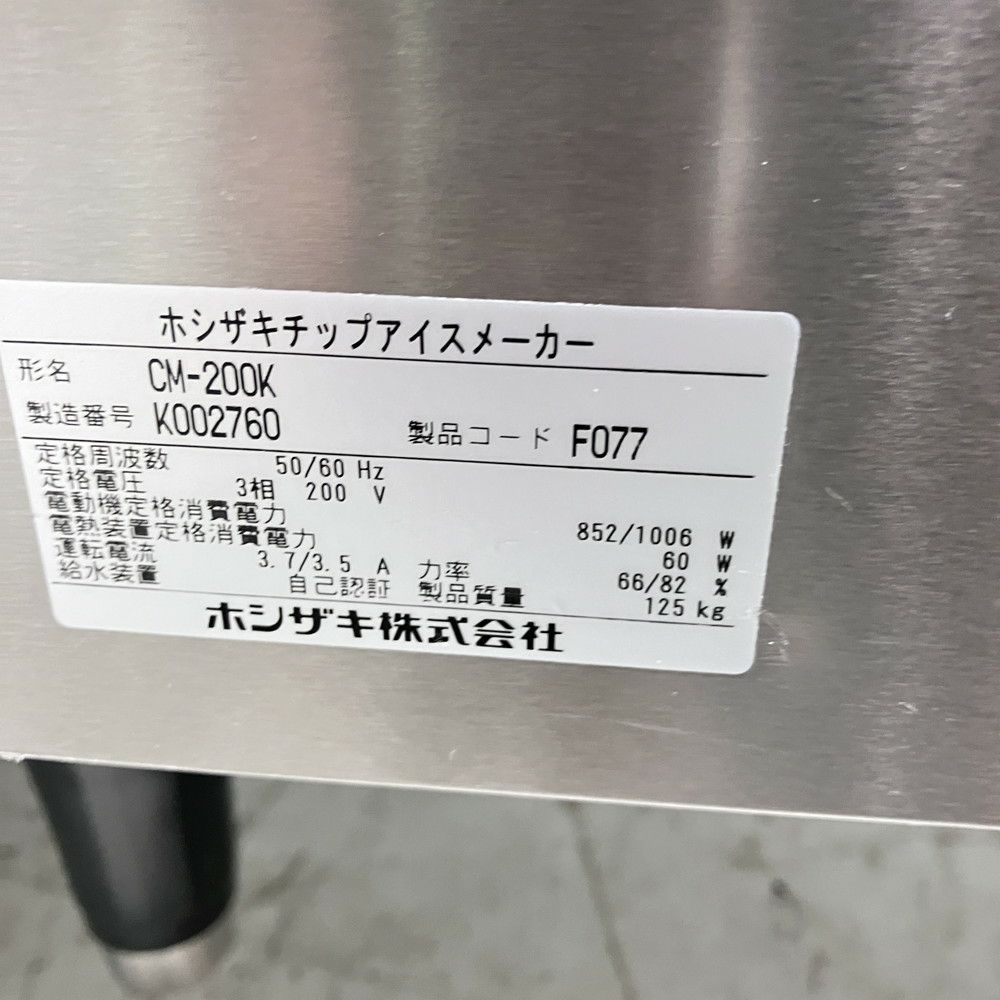 ホシザキチップアイスメーカー
形名 CM-200K
製造番号 K002760 製品コード F077
定格周波数 50/60 Hz
定格電圧 3相 200 V
電動機定格消費電力 852/1006 W
電熱装置定格消費電力 60 W
運転電流 3.7/3.5 A 力率 66/82 %
給水装置 自己認証 製品質量 125 kg
ホシザキ株式会社